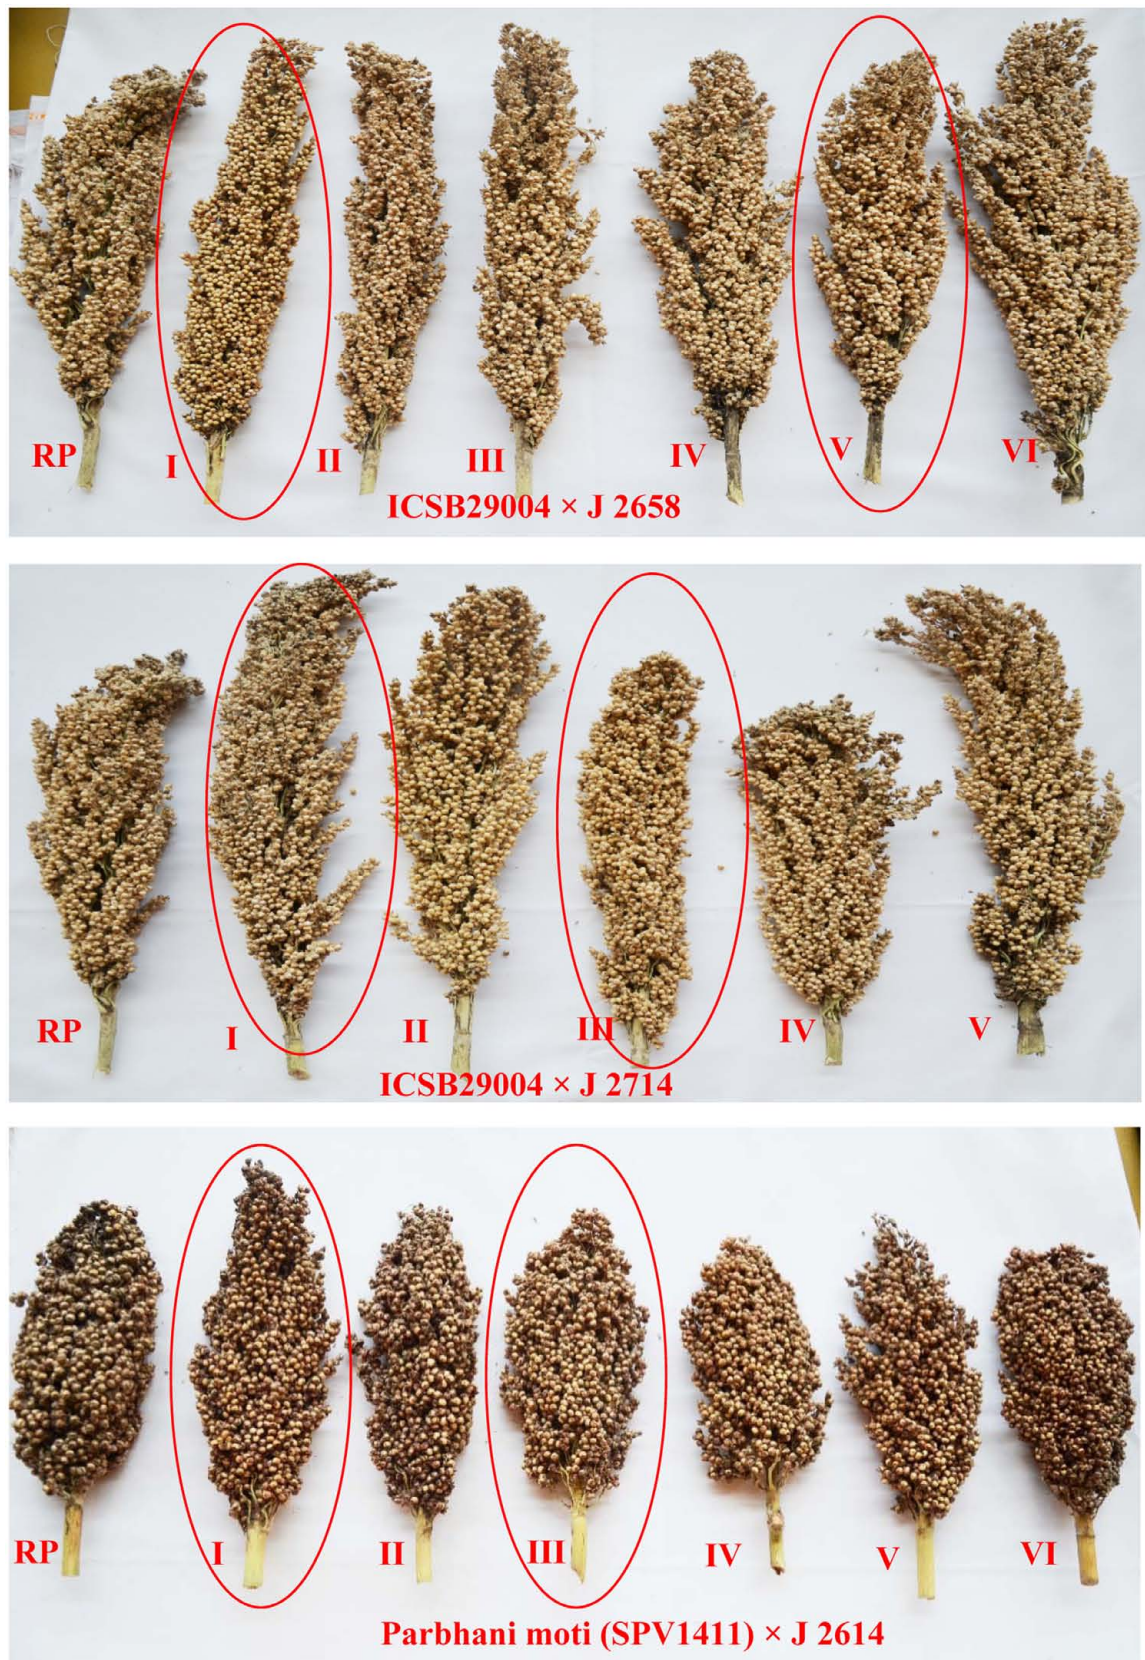 RP I II III IV V VI
ICSB29004 × J 2658
RP I II III IV V
ICSB29004 × J 2714
RP I II III IV V VI
Parbhani moti (SPV1411) × J 2614